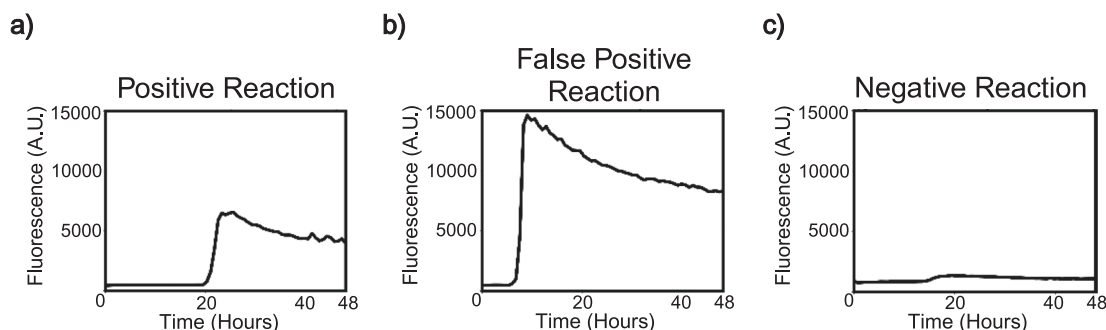 a)
Positive Reaction
Fluorescence (A.U.)
15000
10000
5000
0
20
40
48
Time (Hours)
b)
False Positive
Reaction
Fluorescence (A.U.)
15000
10000
5000
0
20
40
48
Time (Hours)
c)
Negative Reaction
Fluorescence (A.U.)
15000
10000
5000
0
20
40
48
Time (Hours)